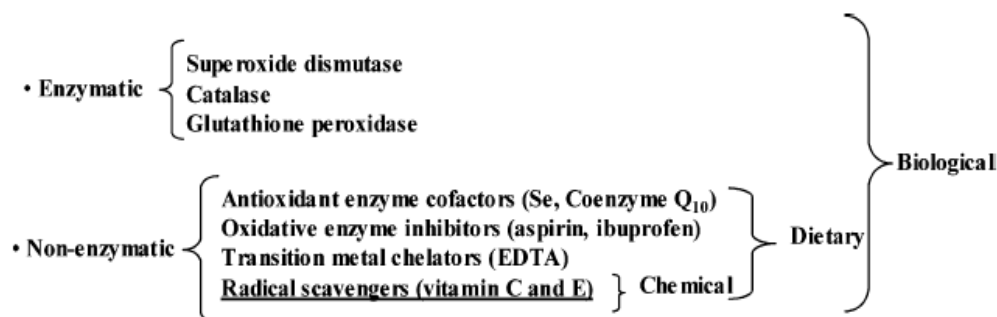 Superoxide dismutase
• Enzymatic Catalase
Glutathione peroxidase
Biological
Antioxidant enzyme cofactors (Se, Coenzyme Q10)
Oxidative enzyme inhibitors (aspirin, ibuprofen)
• Non-enzymatic Dietary
Transition metal chelators (EDTA)
Radical scavengers (vitamin C and E) Chemical